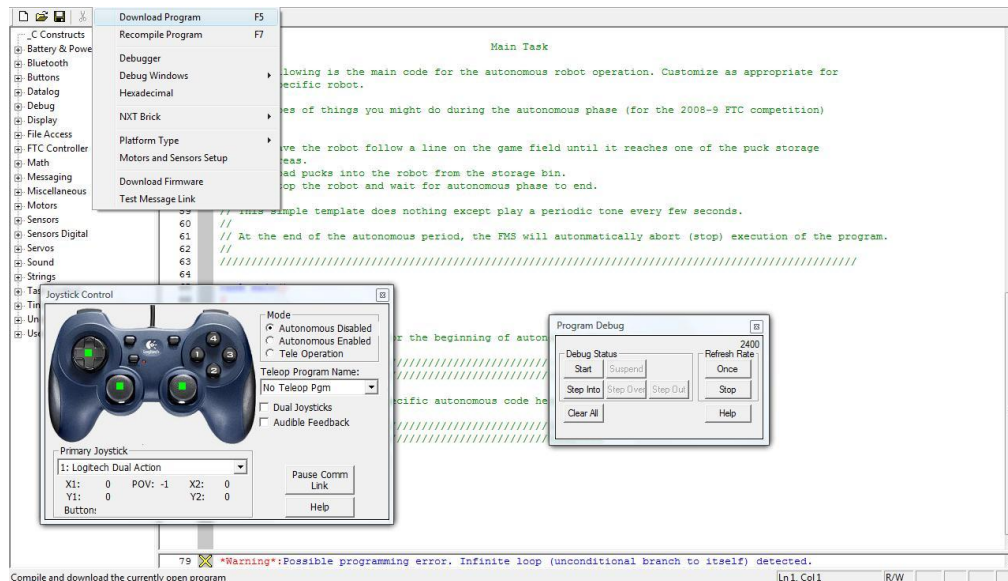 Download Program F5
Recompile Program F7
Debugger
Debug Windows
Hexadecimal
NXT Brick
Platform Type
Motors and Sensors Setup
Download Firmware
Test Message Link
_C Constructs
Battery & Powe
Bluetooth
Buttons
Datalog
Debug
Display
File Access
FTC Controller
Math
Messaging
Miscellaneous
Motors
Sensors
Sensors Digital
Servos
Sound
Strings
Tas
Tin
Un
Use
Main Task
lowing is the main code for the autonomous robot operation. Customize as appropriate for
ecific robot.
es of things you might do during the autonomous phase (for the 2008-9 FTC competition)
ve the robot follow a line on the game field until it reaches one of the puck storage
reas.
ad pucks into the robot from the storage bin.
op the robot and wait for autonomous phase to end.
59 // This simple template does nothing except play a periodic tone every few seconds.
60 //
61 // At the end of the autonomous period, the FMS will autonmatically abort (stop) execution of the program.
62 //
63 /////////////////////////////////////////////////////////////////////////////////////////////////////
64
r the beginning of auton
ecific autonomous code he
Joystick Control
Logitech
4
1 3
2
Mode
Autonomous Disabled
Autonomous Enabled
Tele Operation
Teleop Program Name:
No Teleop Pgm
Dual Joysticks
Audible Feedback
Primary Joystick
1: Logitech Dual Action
X1: 0 POV: -1 X2: 0
Y1: 0 Y2: 0
Buttons
Pause Comm
Link
Help
Program Debug
2400
Debug Status
Refresh Rate
Start Suspend Once
Step Into Step Over Step Out Stop
Clear All Help
79 *Warning*:Possible programming error. Infinite loop (unconditional branch to itself) detected.
Compile and download the currently open program
Ln 1, Col 1 R/W